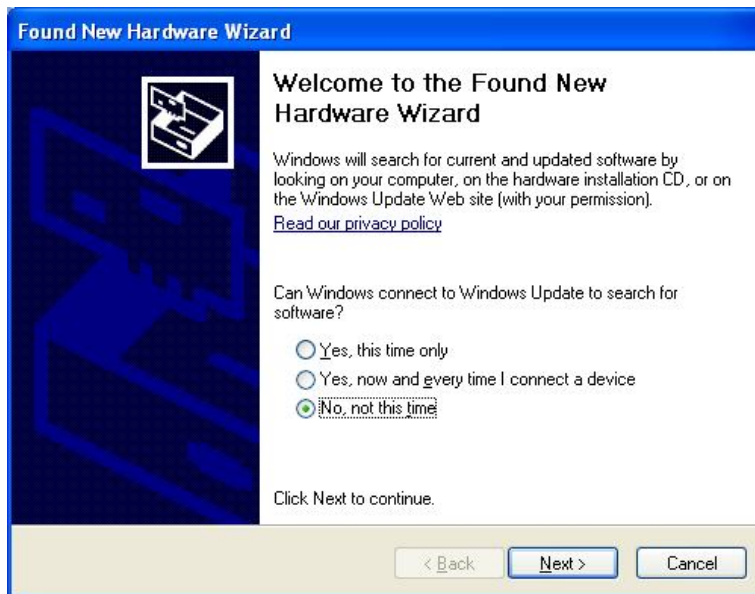 Found New Hardware Wizard
Welcome to the Found New
Hardware Wizard
Windows will search for current and updated software by
looking on your computer, on the hardware installation CD, or on
the Windows Update Web site (with your permission).
Read our privacy policy
Can Windows connect to Windows Update to search for
software?
Yes, this time only
Yes, now and every time I connect a device
No, not this time
Click Next to continue.
< Back
Next >
Cancel